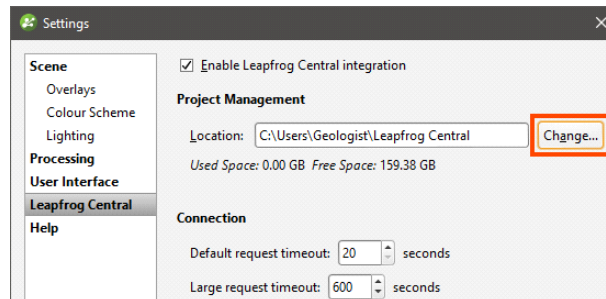 Settings
Scene
Overlays
Colour Scheme
Lighting
Processing
User Interface
Leapfrog Central
Help
Enable Leapfrog Central integration
Project Management
Location: C:\Users\Geologist\Leapfrog Central Change...
Used Space: 0.00 GB Free Space: 159.38 GB
Connection
Default request timeout: 20 seconds
Large request timeout: 600 seconds